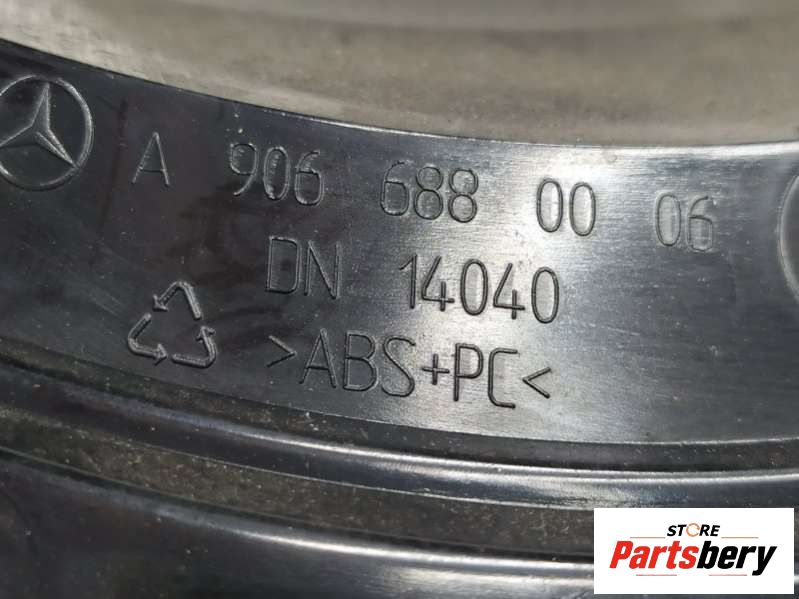 A 906 688 00 06
DN 14040
>ABS+PC<
STORE
Partsbery